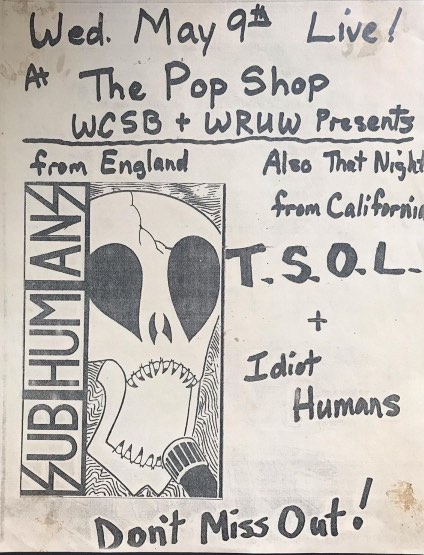 Wed. May 9th Live!
At The Pop Shop
WCSB + WRUW Presents
from England
SUBHUMANS
Also That Night
from California
T.S.O.L.
+
Idiot
Humans
Don't Miss Out!